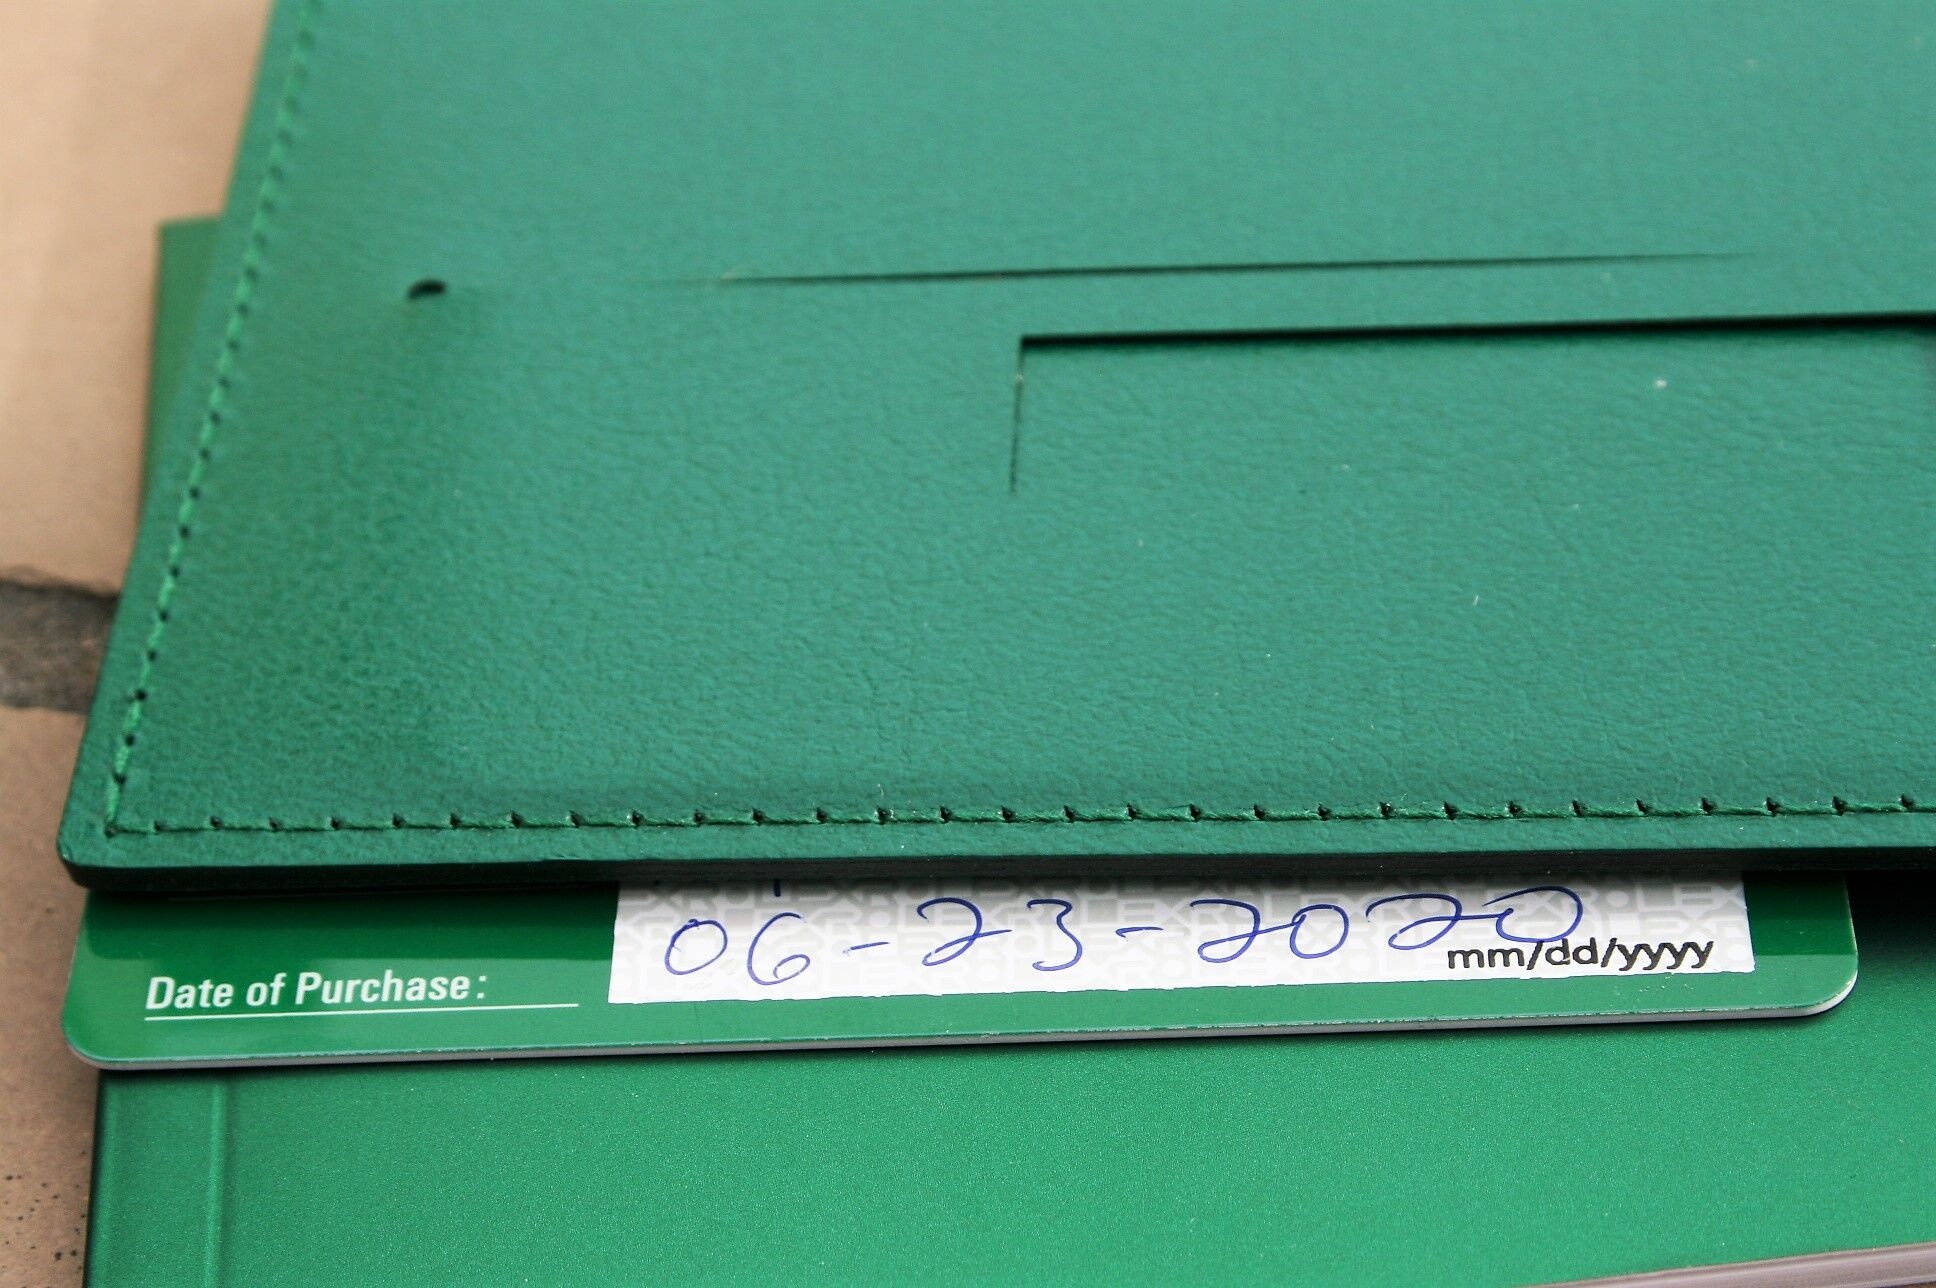 06-23-2020
Date of Purchase: mm/dd/yyyy